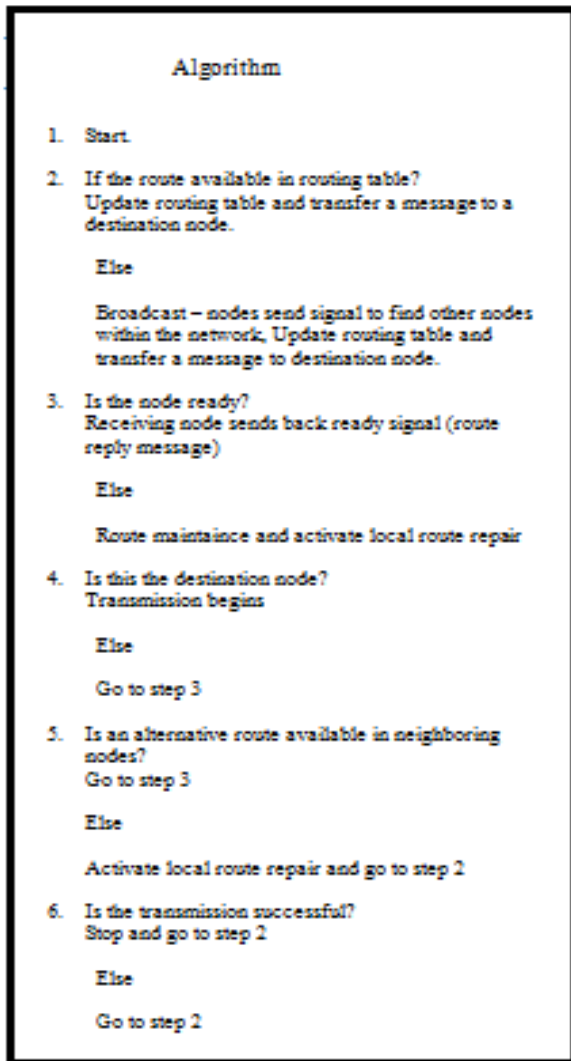 Algorithm
1. Start.
2. If the route available in routing table?
Update routing table and transfer a message to a
destination node.
Else
Broadcast – nodes send signal to find other nodes
within the network, Update routing table and
transfer a message to destination node.
3. Is the node ready?
Receiving node sends back ready signal (route
reply message)
Else
Route maintaince and activate local route repair
4. Is this the destination node?
Transmission begins
Else
Go to step 3
5. Is an alternative route available in neighboring
nodes?
Go to step 3
Else
Activate local route repair and go to step 2
6. Is the transmission successful?
Stop and go to step 2
Else
Go to step 2